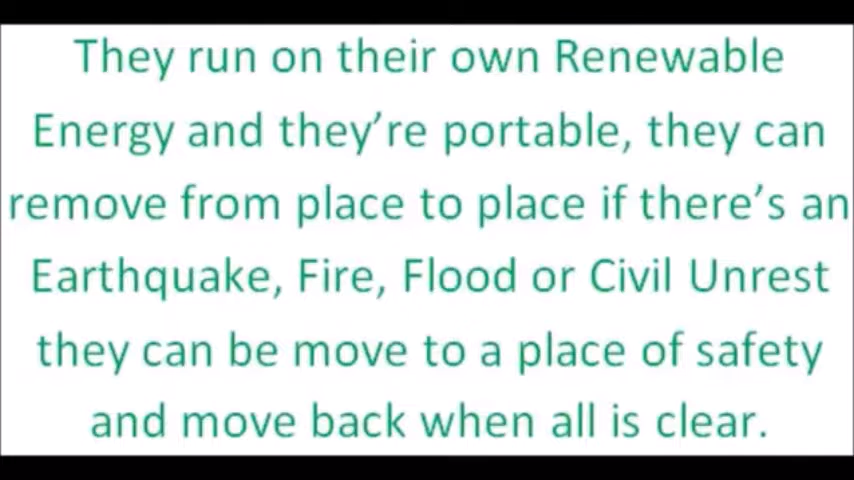 They run on their own Renewable
Energy and they’re portable, they can
remove from place to place if there’s an
Earthquake, Fire, Flood or Civil Unrest
they can be move to a place of safety
and move back when all is clear.